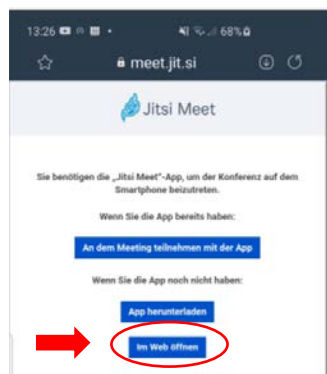 13:26 68%
meet.jit.si
Jitsi Meet
Sie benötigen die „Jitsi Meet“-App, um der Konferenz auf dem
Smartphone beizutreten.
Wenn Sie die App bereits haben:
An dem Meeting teilnehmen mit der App
Wenn Sie die App noch nicht haben:
App herunterladen
Im Web öffnen